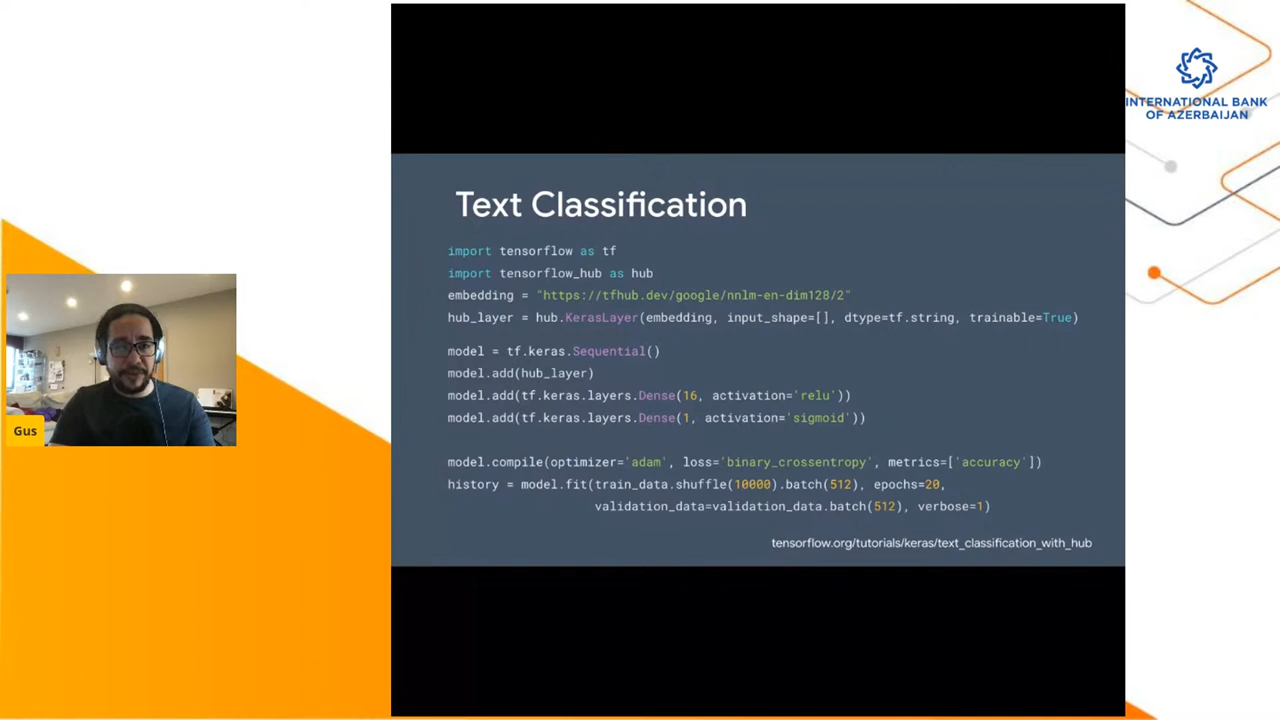 INTERNATIONAL BANK
OF AZERBAIJAN
Text Classification
import tensorflow as tf
import tensorflow_hub as hub
embedding = "https://tfhub.dev/google/nnlm-en-dim128/2"
hub_layer = hub.KerasLayer(embedding, input_shape=[], dtype=tf.string, trainable=True)
model = tf.keras.Sequential()
model.add(hub_layer)
model.add(tf.keras.layers.Dense(16, activation='relu'))
model.add(tf.keras.layers.Dense(1, activation='sigmoid'))
model.compile(optimizer='adam', loss='binary_crossentropy', metrics=['accuracy'])
history = model.fit(train_data.shuffle(10000).batch(512), epochs=20,
validation_data=validation_data.batch(512), verbose=1)
tensorflow.org/tutorials/keras/text_classification_with_hub
Gus